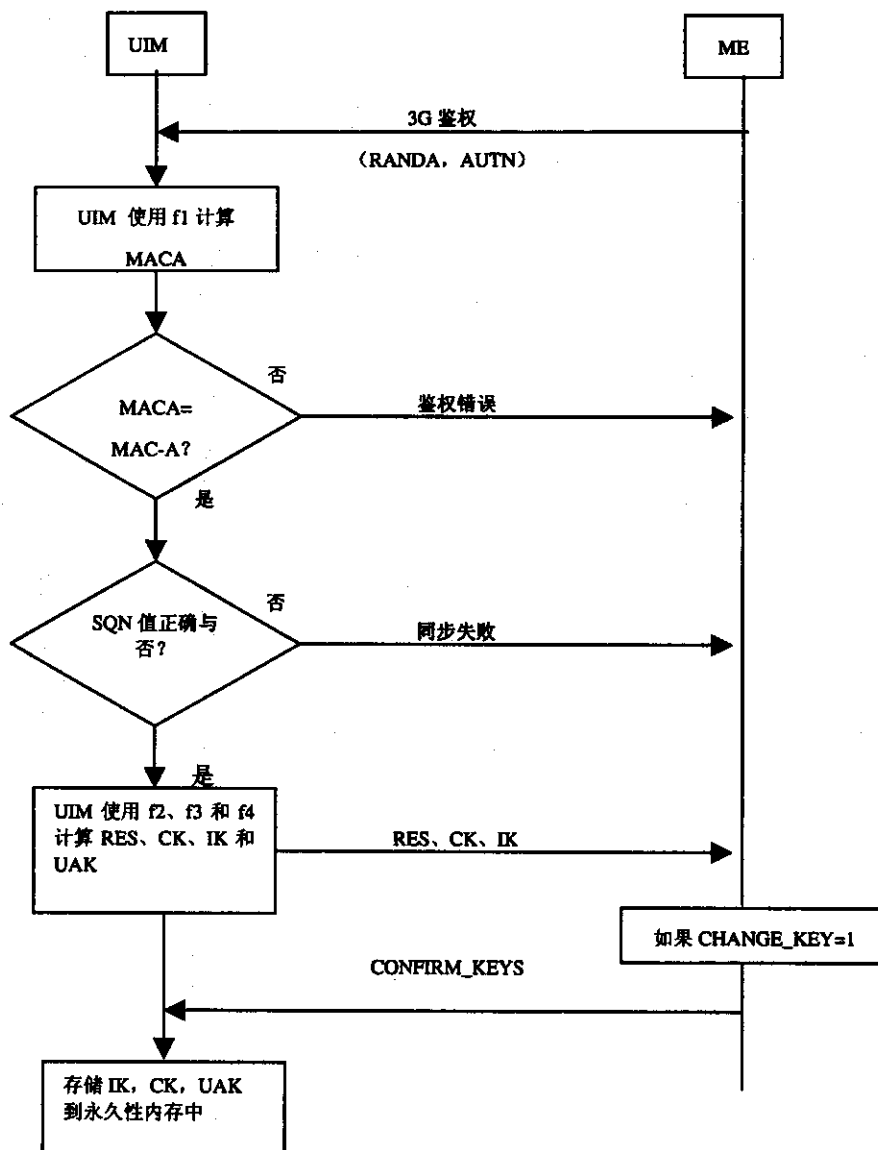 UIM
ME
3G 鉴权
（RANDA，AUTN）
UIM 使用 f1 计算
MACA
否
MACA=
MAC-A？
鉴权错误
是
否
SQN 值正确与
否？
同步失败
是
UIM 使用 f2、f3 和 f4
计算 RES、CK、IK 和
UAK
RES、CK、IK
如果 CHANGE_KEY=1
CONFIRM_KEYS
存储 IK，CK，UAK
到永久性内存中